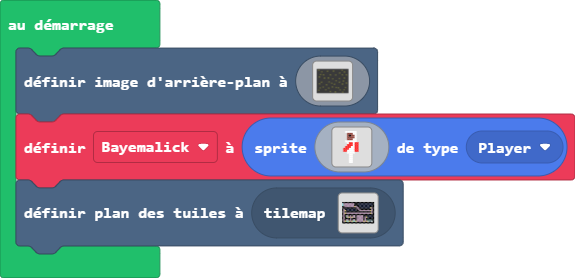 au démarrage
définir image d'arrière-plan à
définir Bayemalick à sprite de type Player
définir plan des tuiles à tilemap